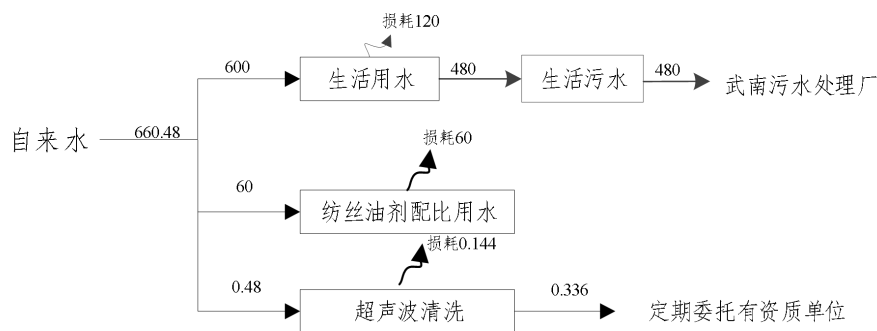 损耗120
600
生活用水
480
生活污水
480
武南污水处理厂
自来水
660.48
损耗60
60
纺丝油剂配比用水
损耗0.144
0.48
超声波清洗
0.336
定期委托有资质单位